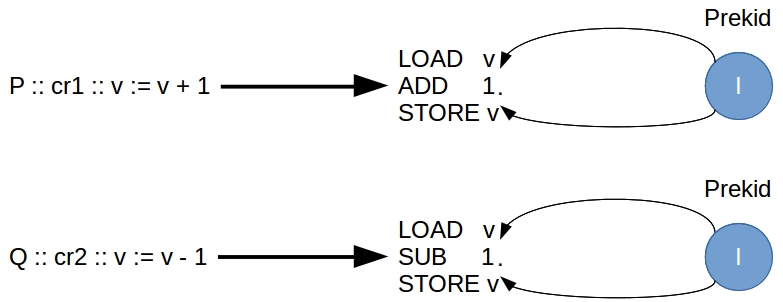 Prekid
P :: cr1 :: v := v + 1
LOAD v
ADD 1.
STORE v
I
Prekid
Q :: cr2 :: v := v - 1
LOAD v
SUB 1.
STORE v
I